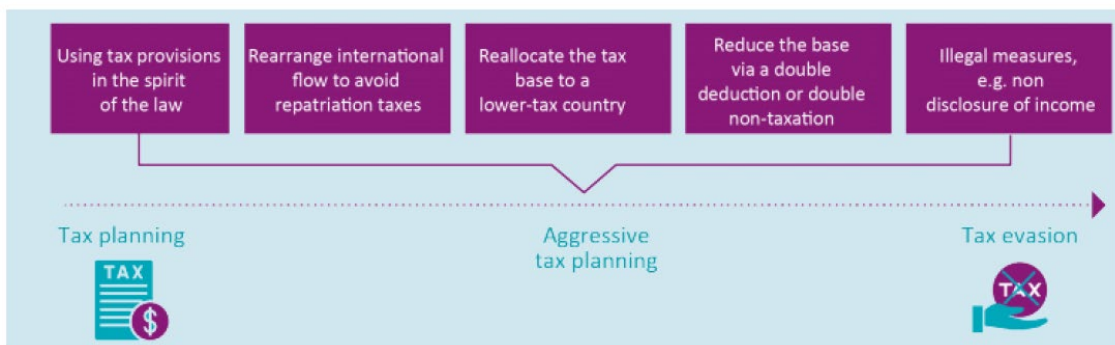 Using tax provisions
in the spirit
of the law
Rearrange international
flow to avoid
repatriation taxes
Reallocate the tax
base to a
lower-tax country
Reduce the base
via a double
deduction or double
non-taxation
Illegal measures,
e.g. non
disclosure of income
Tax planning
Aggressive
tax planning
Tax evasion
TAX
$
TAX